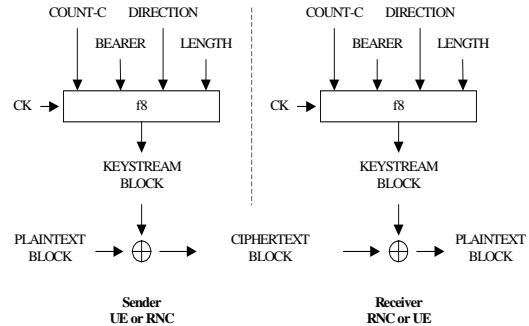 COUNT-C DIRECTION
BEARER LENGTH
CK f8
KEYSTREAM
BLOCK
PLAINTEXT
BLOCK
CIPHERTEXT
BLOCK
Sender
UE or RNC
COUNT-C DIRECTION
BEARER LENGTH
CK f8
KEYSTREAM
BLOCK
PLAINTEXT
BLOCK
Receiver
RNC or UE